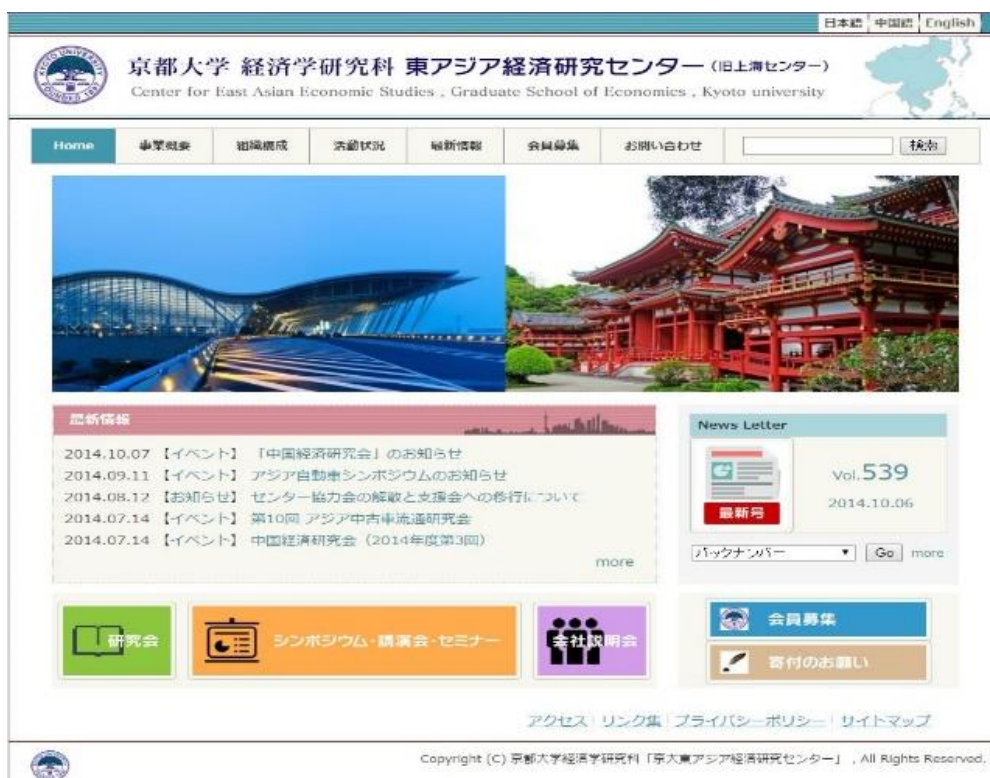 日本語 中国語 English
京都大学 経済学研究科 東アジア経済研究センター (旧上海センター)
Center for East Asian Economic Studies , Graduate School of Economics , Kyoto university
Home 事業概要 組織構成 活動状況 最新情報 会員募集 お問い合わせ 検索
最新情報
2014.10.07 【イベント】 「中国経済研究会」のお知らせ
2014.09.11 【イベント】 アジア自動車シンポジウムのお知らせ
2014.08.12 【お知らせ】 センター協力会の解散と支援会への移行について
2014.07.14 【イベント】 第10回 アジア中古車流通研究会
2014.07.14 【イベント】 中国経済研究会（2014年度第3回）
more
News Letter
Vol.539
2014.10.06
最新号
バックナンバー Go more
研究会
シンポジウム・講演会・セミナー
会社説明会
会員募集
寄付のお願い
アクセス リンク集 プライバシーポリシー サイトマップ
Copyright (C) 京都大学経済学研究科「京大東アジア経済研究センター」 , All Rights Reserved.